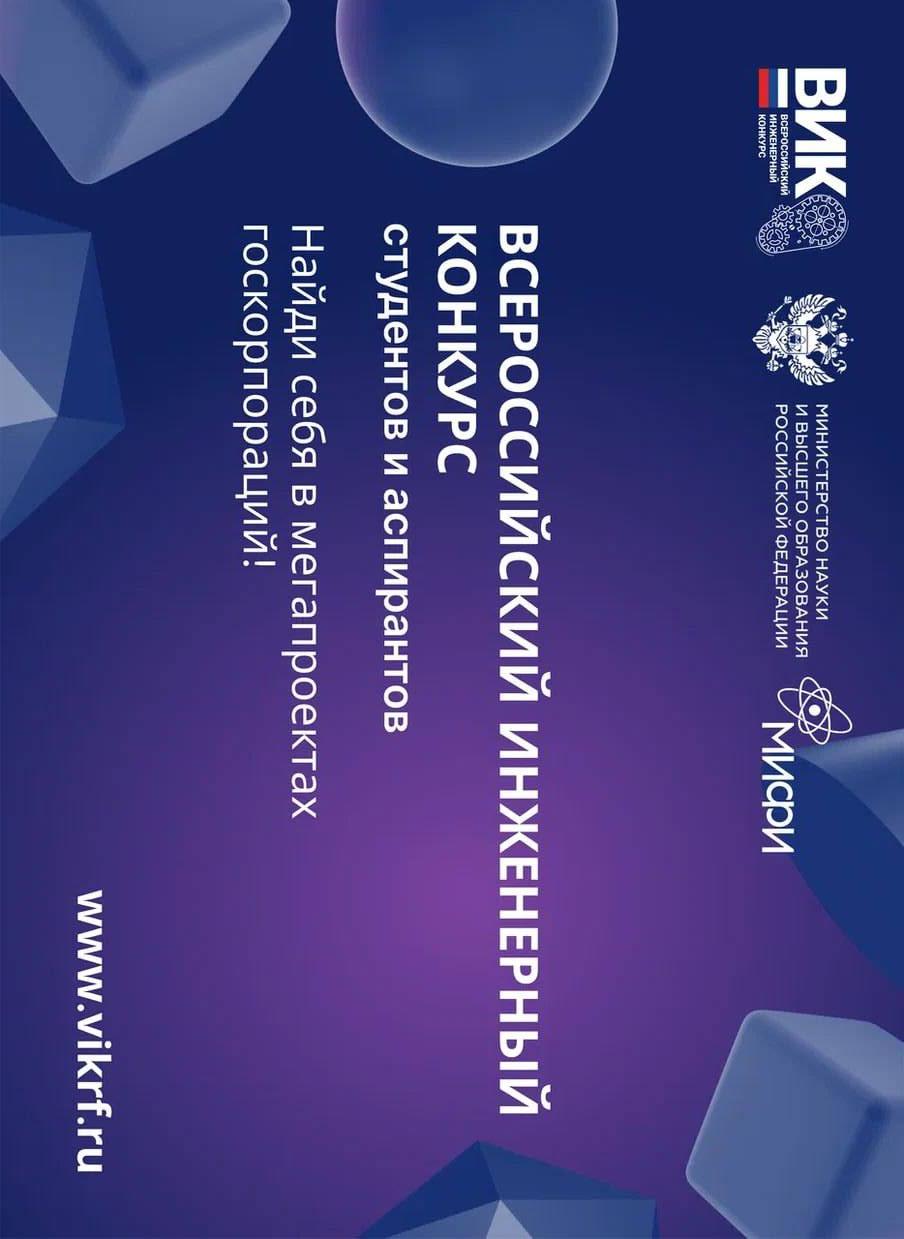 ВИК
ВСЕРОССИЙСКИЙ
ИНЖЕНЕРНЫЙ
КОНКУРС
МИНИСТЕРСТВО НАУКИ
И ВЫСШЕГО ОБРАЗОВАНИЯ
РОССИЙСКОЙ ФЕДЕРАЦИИ
МИФИ
ВСЕРОССИЙСКИЙ ИНЖЕНЕРНЫЙ
КОНКУРС
студентов и аспирантов
Найди себя в мегапроектах
госкорпораций!
www.vikrf.ru